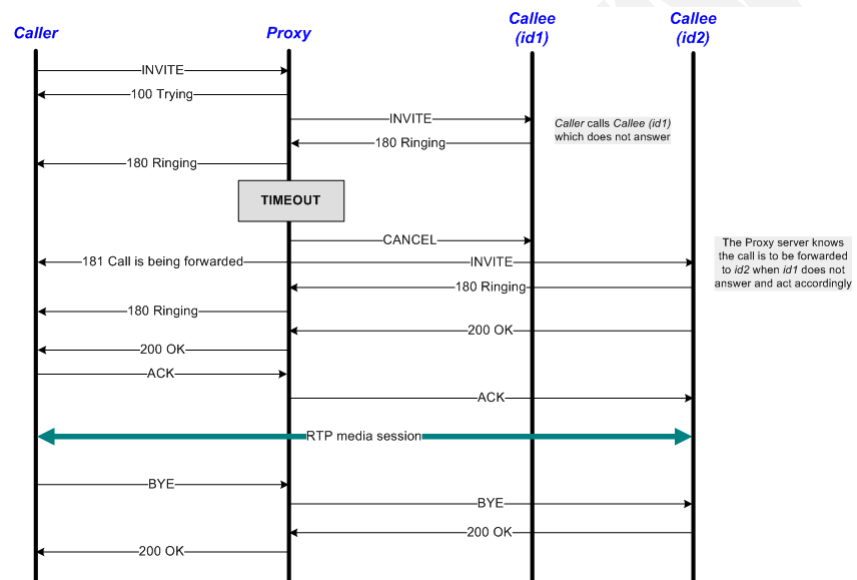 Caller
Proxy
Callee
(id1)
Callee
(id2)
INVITE
100 Trying
INVITE
Caller calls Callee (id1)
which does not answer
180 Ringing
180 Ringing
TIMEOUT
CANCEL
The Proxy server knows
the call is to be forwarded
to id2 when id1 does not
answer and act accordingly
181 Call is being forwarded
INVITE
180 Ringing
180 Ringing
200 OK
200 OK
ACK
ACK
RTP media session
BYE
BYE
200 OK
200 OK